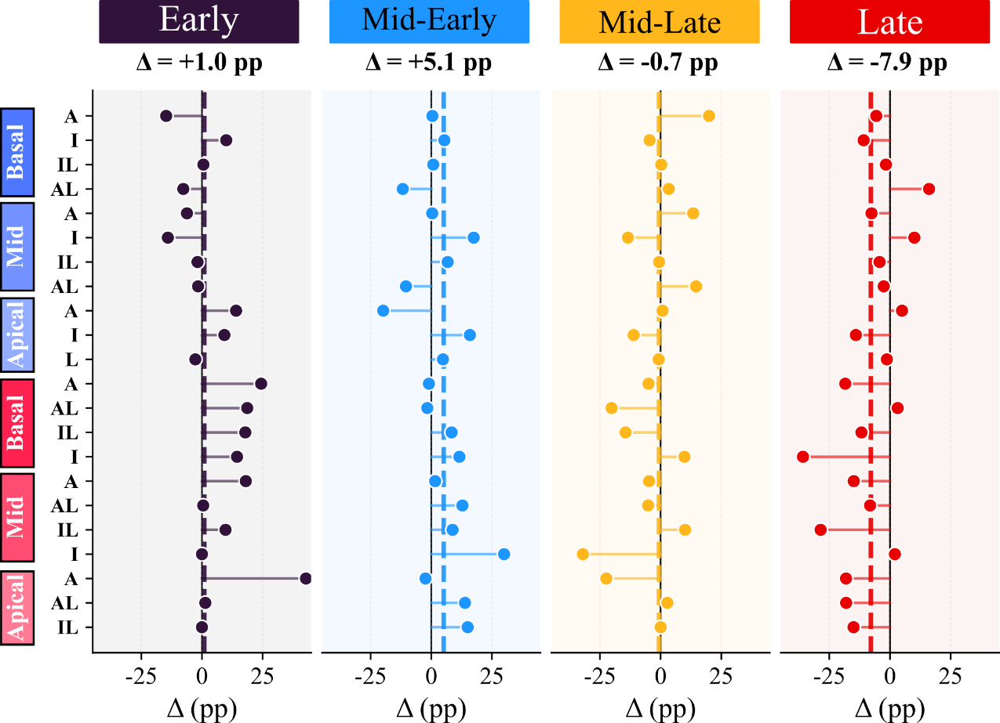 Early Mid-Early Mid-Late Late
Δ = +1.0 pp Δ = +5.1 pp Δ = -0.7 pp Δ = -7.9 pp
Basal
A
I
IL
AL
Mid
A
I
IL
AL
Apical
A
I
L
Basal
A
AL
IL
I
Mid
A
AL
IL
I
Apical
A
AL
IL
-25 0 25 -25 0 25 -25 0 25 -25 0 25
Δ (pp) Δ (pp) Δ (pp) Δ (pp)